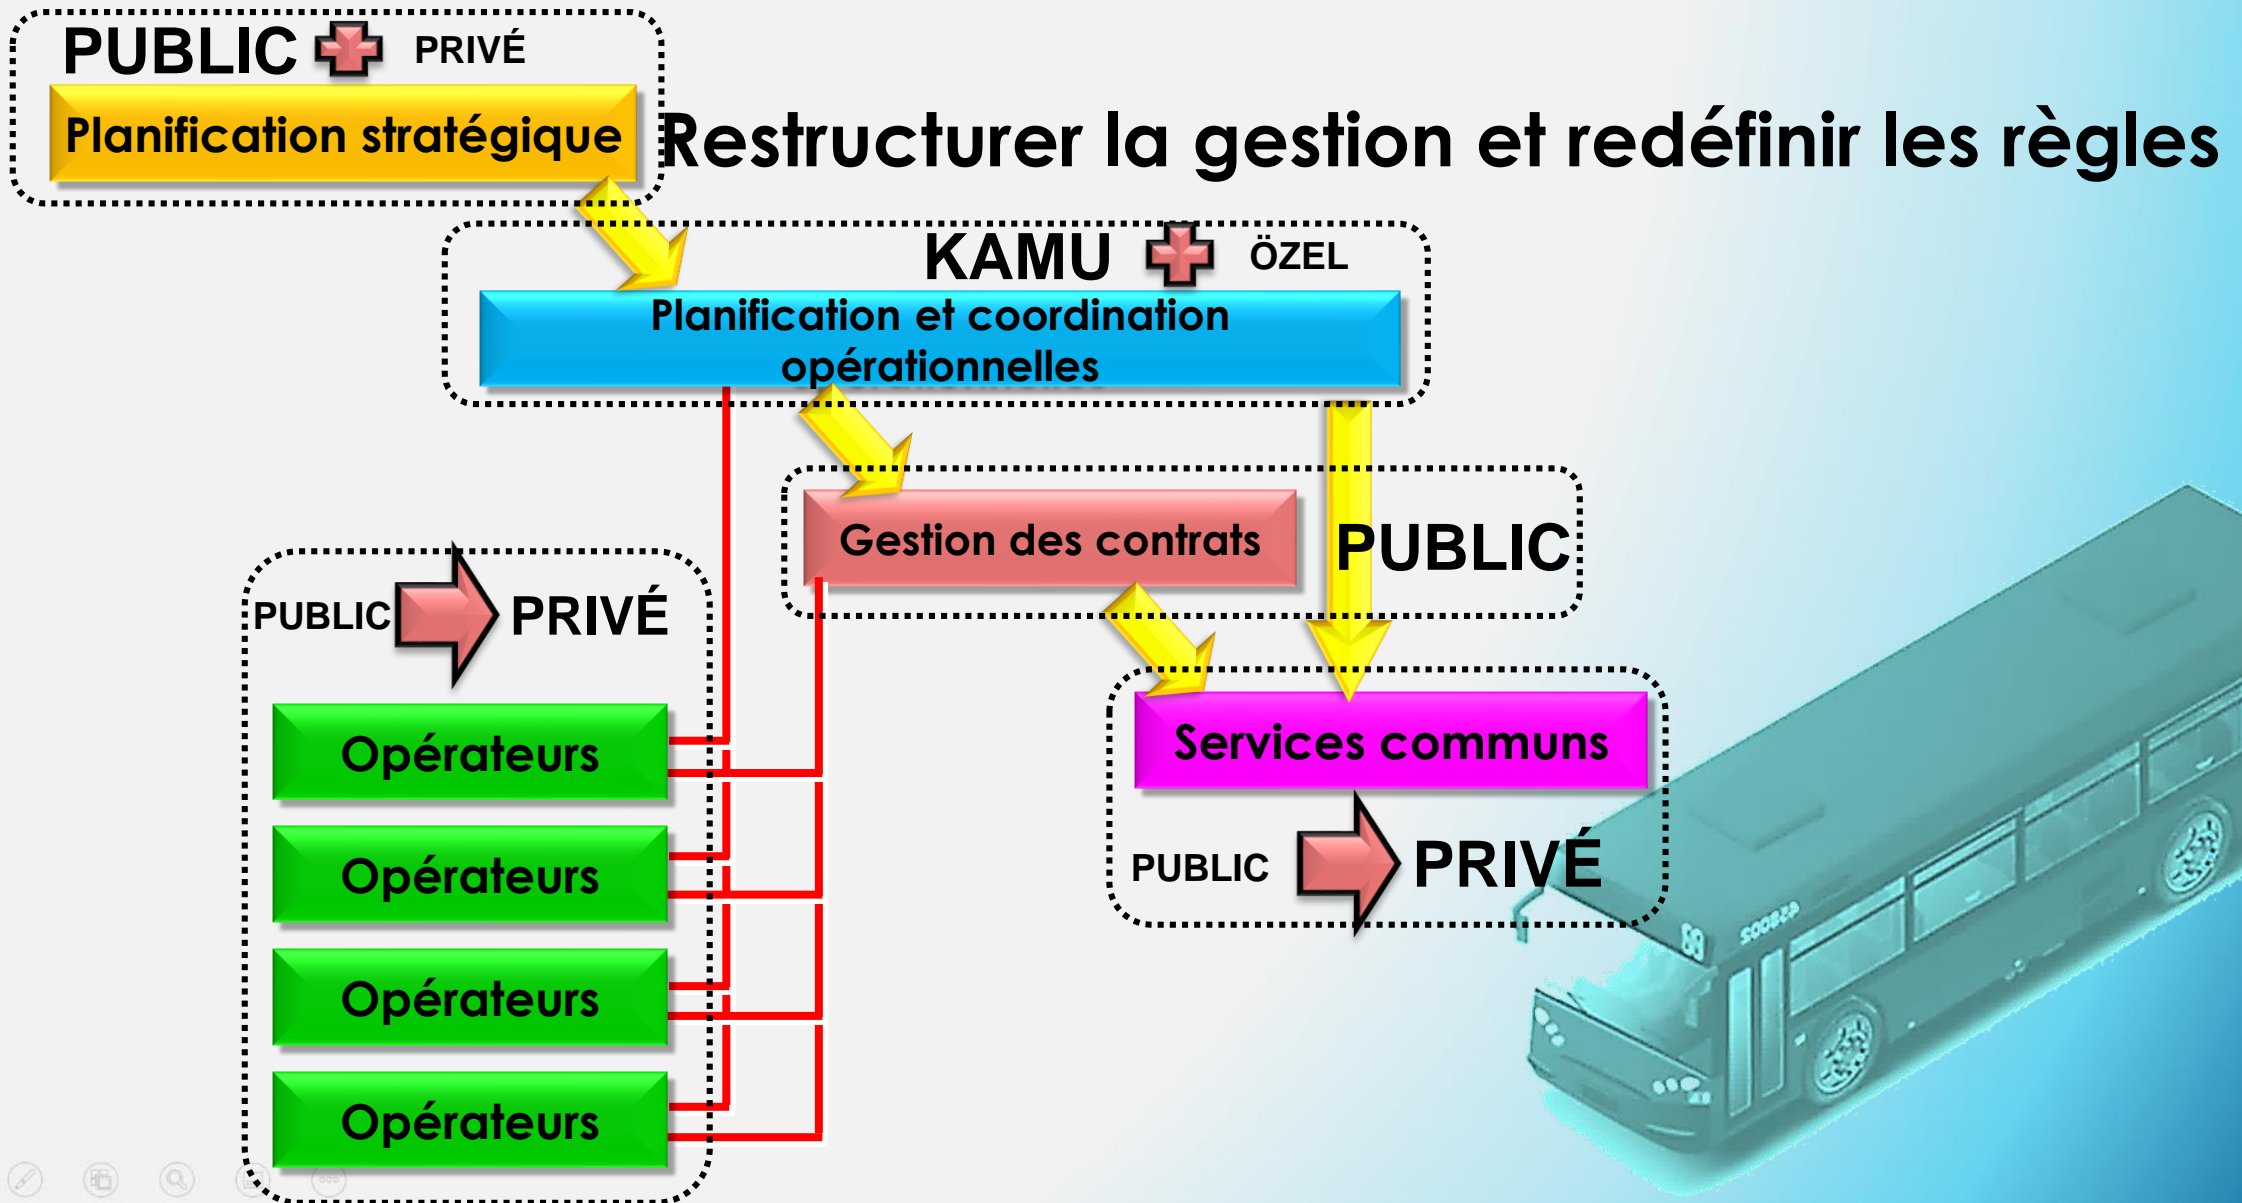 PUBLIC PRIVÉ
Planification stratégique
Restructurer la gestion et redéfinir les règles
KAMU ÖZEL
Planification et coordination
opérationnelles
Gestion des contrats
PUBLIC
PUBLIC PRIVÉ
Opérateurs
Opérateurs
Opérateurs
Opérateurs
Services communs
PUBLIC PRIVÉ